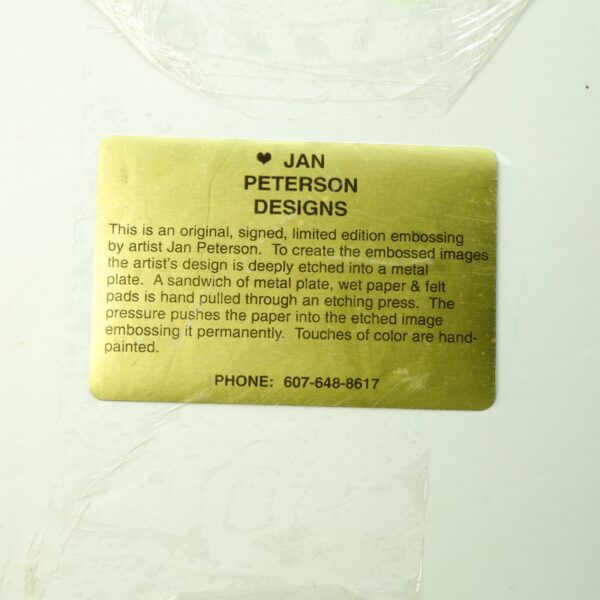 ♥ JAN
PETERSON
DESIGNS
This is an original, signed, limited edition embossing
by artist Jan Peterson. To create the embossed images
the artist's design is deeply etched into a metal
plate. A sandwich of metal plate, wet paper & felt
pads is hand pulled through an etching press. The
pressure pushes the paper into the etched image
embossing it permanently. Touches of color are hand-
painted.
PHONE: 607-648-8617